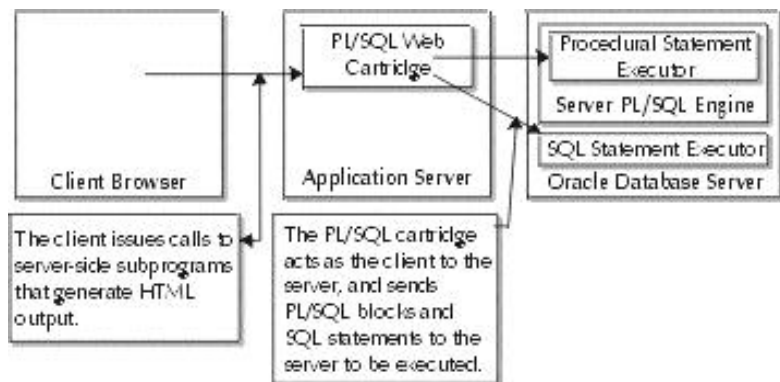 PL/SQL Web
Cartridge
Procedural Statement
Executor
Server PL/SQL Engine
SQL Statement Executor
Client Browser
Application Server
Oracle Database Server
The client issues calls to
server-side subprograms
that generate HTML
output.
The PL/SQL cartridge
acts as the client to the
server, and sends
PL/SQL blocks and
SQL statements to the
server to be executed.